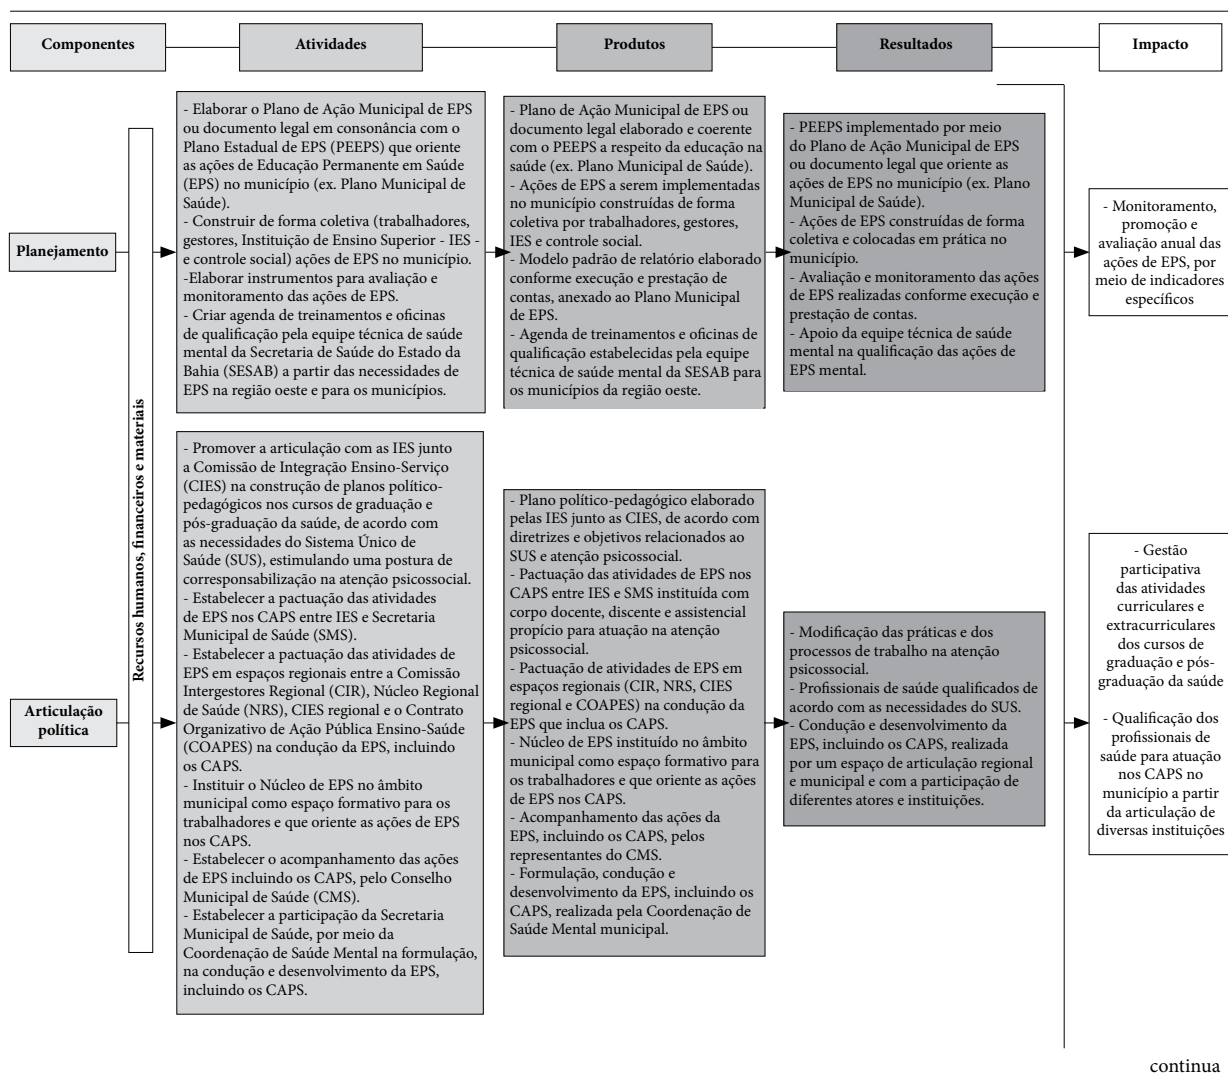 Componentes
Atividades
Produtos
Resultados
Impacto
Planejamento
Recursos humanos, financeiros e materiais
- Elaborar o Plano de Ação Municipal de EPS
ou documento legal em consonância com o
Plano Estadual de EPS (PEEPS) que oriente
as ações de Educação Permanente em Saúde
(EPS) no município (ex. Plano Municipal de
Saúde).
- Construir de forma coletiva (trabalhadores,
gestores, Instituição de Ensino Superior - IES -
e controle social) ações de EPS no município.
-Elaborar instrumentos para avaliação e
monitoramento das ações de EPS.
- Criar agenda de treinamentos e oficinas
de qualificação pela equipe técnica de saúde
mental da Secretaria de Saúde do Estado da
Bahia (SESAB) a partir das necessidades de
EPS na região oeste e para os municípios.
- Plano de Ação Municipal de EPS ou
documento legal elaborado e coerente
com o PEEPS a respeito da educação na
saúde (ex. Plano Municipal de Saúde).
- Ações de EPS a serem implementadas
no município construídas de forma
coletiva por trabalhadores, gestores,
IES e controle social.
- Modelo padrão de relatório elaborado
conforme execução e prestação de
contas, anexado ao Plano Municipal
de EPS.
- Agenda de treinamentos e oficinas de
qualificação estabelecidas pela equipe
técnica de saúde mental da SESAB para
os municípios da região oeste.
- PEEPS implementado por meio
do Plano de Ação Municipal de EPS
ou documento legal que oriente as
ações de EPS no município (ex. Plano
Municipal de Saúde).
- Ações de EPS construídas de forma
coletiva e colocadas em prática no
município.
- Avaliação e monitoramento das ações
de EPS realizadas conforme execução e
prestação de contas.
- Apoio da equipe técnica de saúde
mental na qualificação das ações de
EPS mental.
- Monitoramento,
promoção e
avaliação anual das
ações de EPS, por
meio de indicadores
específicos
Articulação
política
- Promover a articulação com as IES junto
a Comissão de Integração Ensino-Serviço
(CIES) na construção de planos político-
pedagógicos nos cursos de graduação e
pós-graduação da saúde, de acordo com
as necessidades do Sistema Único de
Saúde (SUS), estimulando uma postura de
corresponsabilização na atenção psicossocial.
- Estabelecer a pactuação das atividades
de EPS nos CAPS entre IES e Secretaria
Municipal de Saúde (SMS).
- Estabelecer a pactuação das atividades de
EPS em espaços regionais entre a Comissão
Intergestores Regional (CIR), Núcleo Regional
de Saúde (NRS), CIES regional e o Contrato
Organizativo de Ação Pública Ensino-Saúde
(COAPES) na condução da EPS, incluindo
os CAPS.
- Instituir o Núcleo de EPS no âmbito
municipal como espaço formativo para os
trabalhadores e que oriente as ações de EPS
nos CAPS.
- Estabelecer o acompanhamento das ações
de EPS incluindo os CAPS, pelo Conselho
Municipal de Saúde (CMS).
- Estabelecer a participação da Secretaria
Municipal de Saúde, por meio da
Coordenação de Saúde Mental na formulação,
na condução e desenvolvimento da EPS,
incluindo os CAPS.
- Plano político-pedagógico elaborado
pelas IES junto as CIES, de acordo com
diretrizes e objetivos relacionados ao
SUS e atenção psicossocial.
- Pactuação das atividades de EPS nos
CAPS entre IES e SMS instituída com
corpo docente, discente e assistencial
propício para atuação na atenção
psicossocial.
- Pactuação de atividades de EPS em
espaços regionais (CIR, NRS, CIES
regional e COAPES) na condução da
EPS que inclua os CAPS.
- Núcleo de EPS instituído no âmbito
municipal como espaço formativo para
os trabalhadores e que oriente as ações
de EPS nos CAPS.
- Acompanhamento das ações da
EPS, incluindo os CAPS, pelos
representantes do CMS.
- Formulação, condução e
desenvolvimento da EPS, incluindo os
CAPS, realizada pela Coordenação de
Saúde Mental municipal.
- Modificação das práticas e dos
processos de trabalho na atenção
psicossocial.
- Profissionais de saúde qualificados de
acordo com as necessidades do SUS.
- Condução e desenvolvimento da
EPS, incluindo os CAPS, realizada
por um espaço de articulação regional
e municipal e com a participação de
diferentes atores e instituições.
- Gestão
participativa
das atividades
curriculares e
extracurriculares
dos cursos de
graduação e pós-
graduação da saúde
- Qualificação dos
profissionais de
saúde para atuação
nos CAPS no
município a partir
da articulação de
diversas instituições
continua